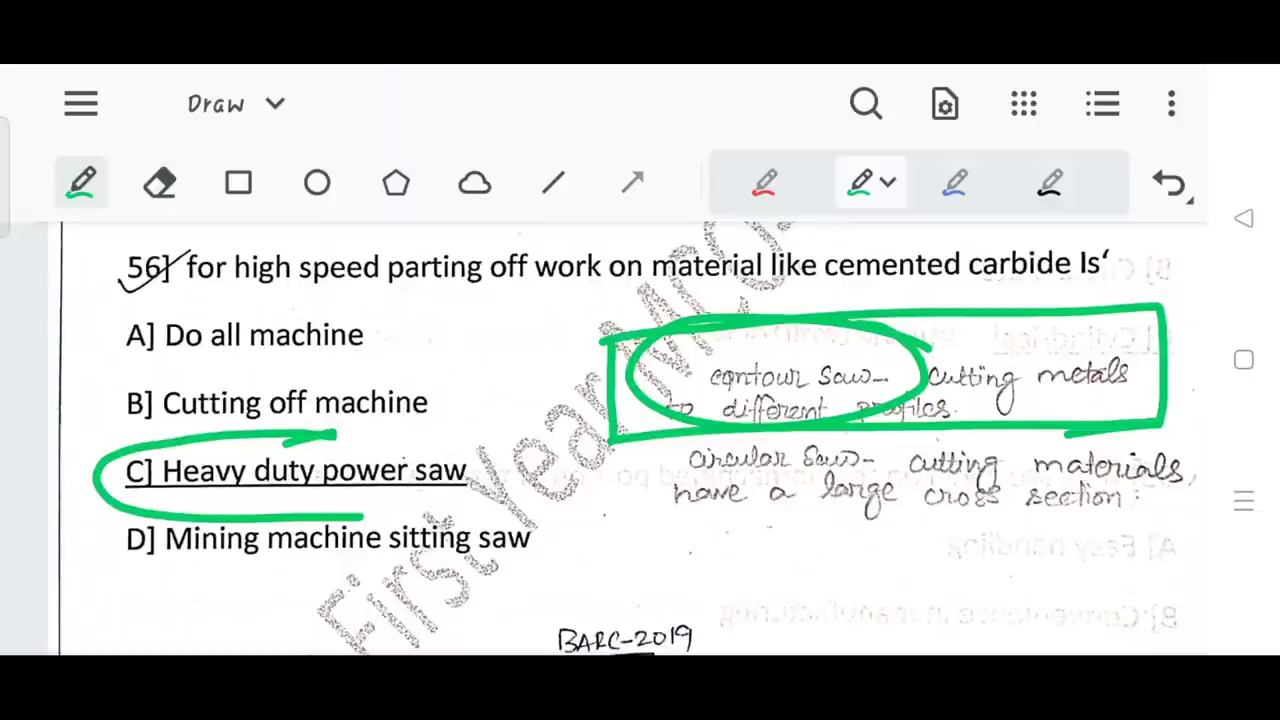 Draw
56] for high speed parting off work on material like cemented carbide Is‘
A] Do all machine
B] Cutting off machine
C] Heavy duty power saw
D] Mining machine sitting saw
contour saw- cutting metals
to different profiles.
circular saw- cutting materials
have a large cross section.
First Year
BARC-2019